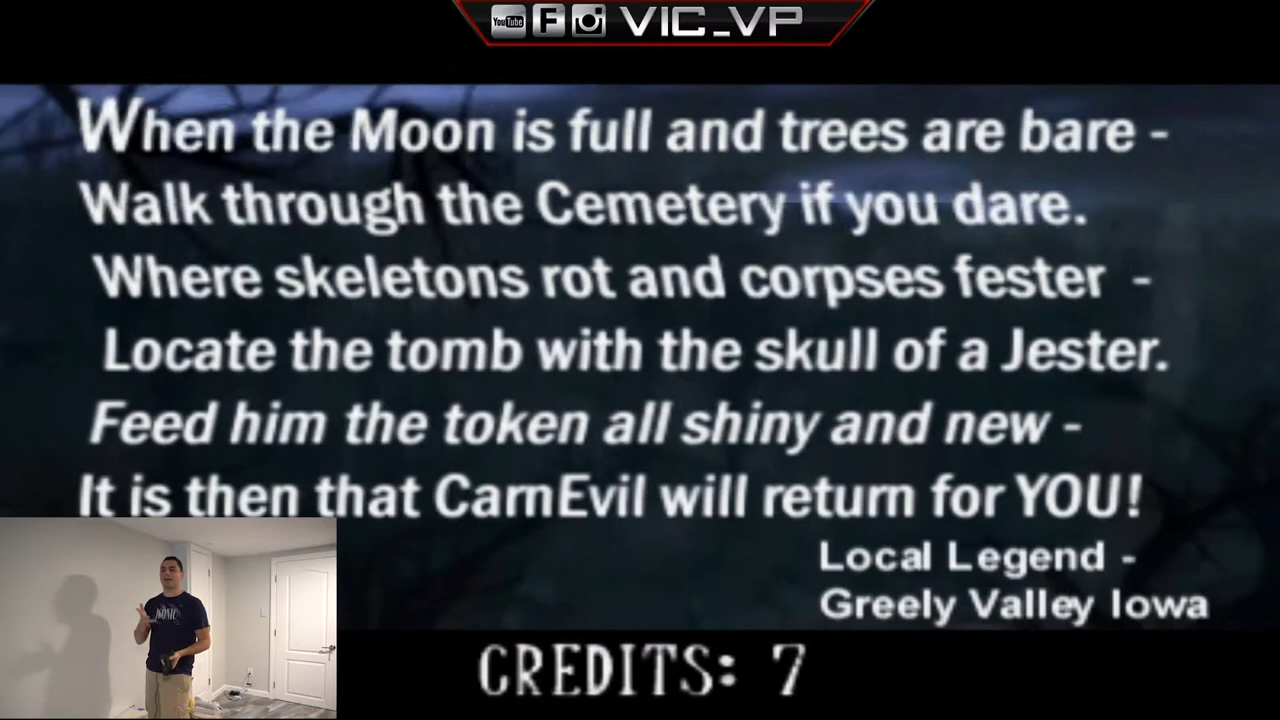 YouTube F VIC_VP
When the Moon is full and trees are bare -
Walk through the Cemetery if you dare.
Where skeletons rot and corpses fester -
Locate the tomb with the skull of a Jester.
Feed him the token all shiny and new -
It is then that CarnEvil will return for YOU!
Local Legend -
Greely Valley Iowa
CREDITS: 7